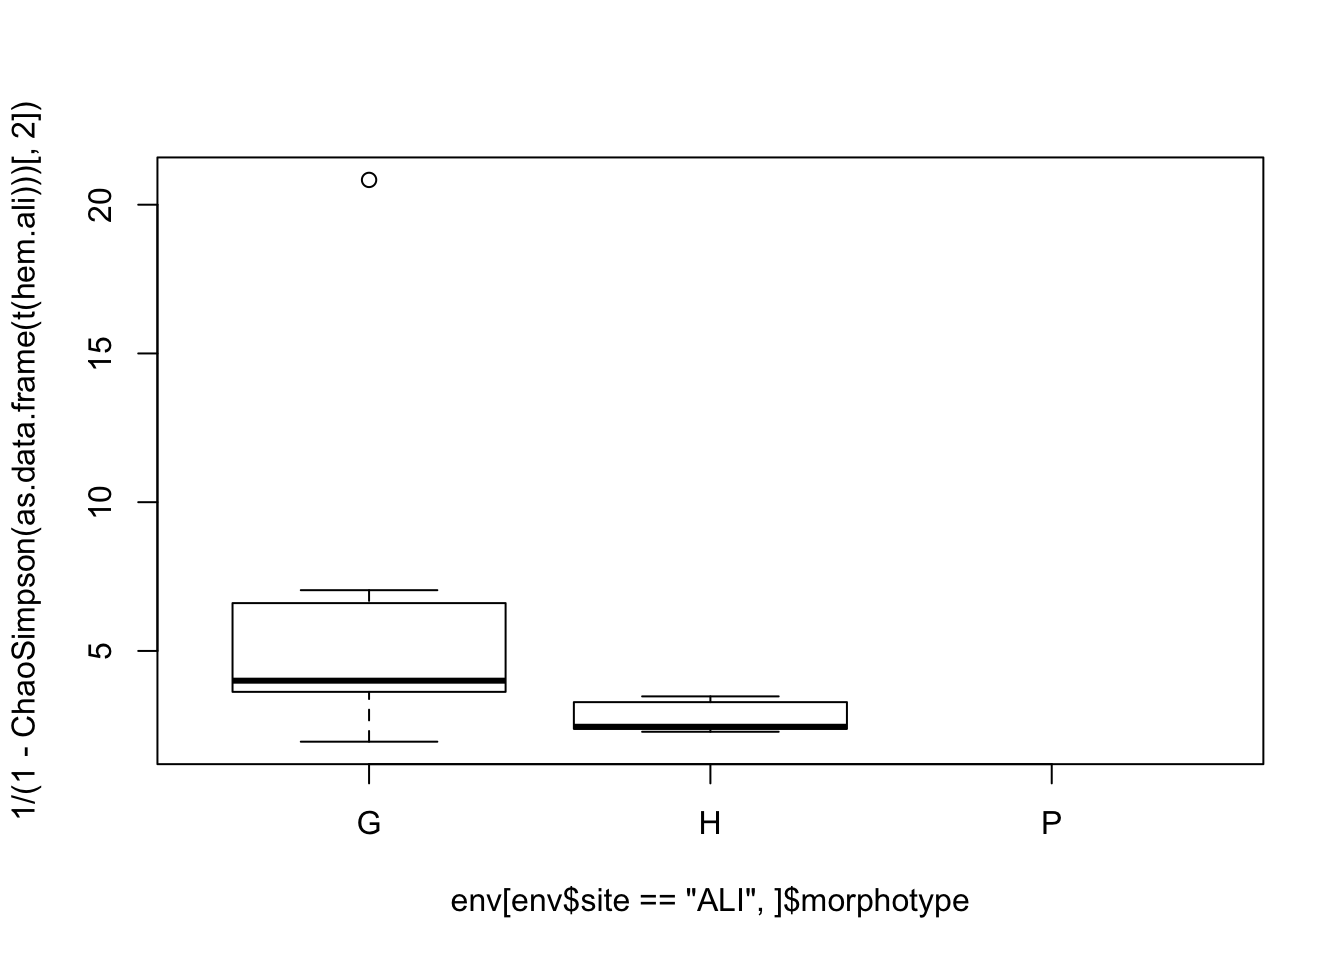 1/(1 - ChaoSimpson(as.data.frame(t(hem.ali)))[, 2])
20
15
10
5
G H P
env[env$site == "ALI", ]$morphotype